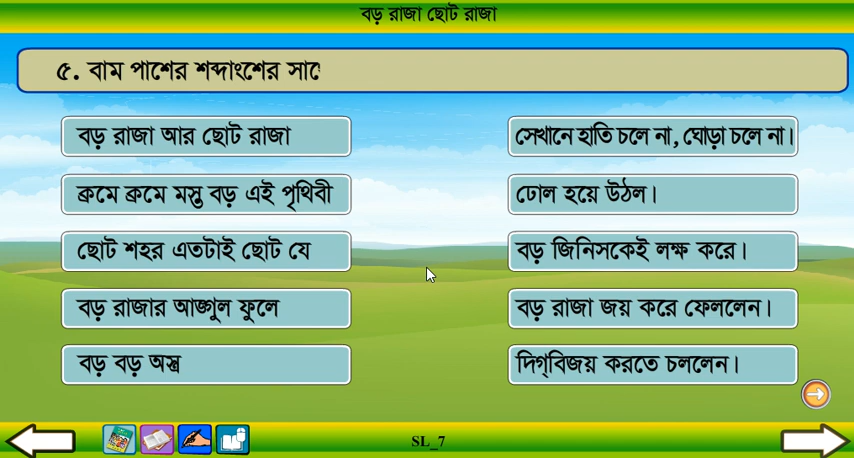 বড় রাজা ছোট রাজা
৫. বাম পাশের শব্দাংশের
বড় রাজা আর ছোট রাজা
সেখানে হাতি চলে না, ঘোড়া চলে না।
ক্রমে ক্রমে মস্ত বড় এই পৃথিবী
ঢোল হয়ে উঠল।
ছোট শহর এতটাই ছোট যে
বড় জিনিসকেই লক্ষ করে।
বড় রাজার আঙ্গুল ফুলে
বড় রাজা জয় করে ফেললেন।
বড় বড় অস্ত্র
দিগ্‌বিজয় করতে চললেন।
SL_7